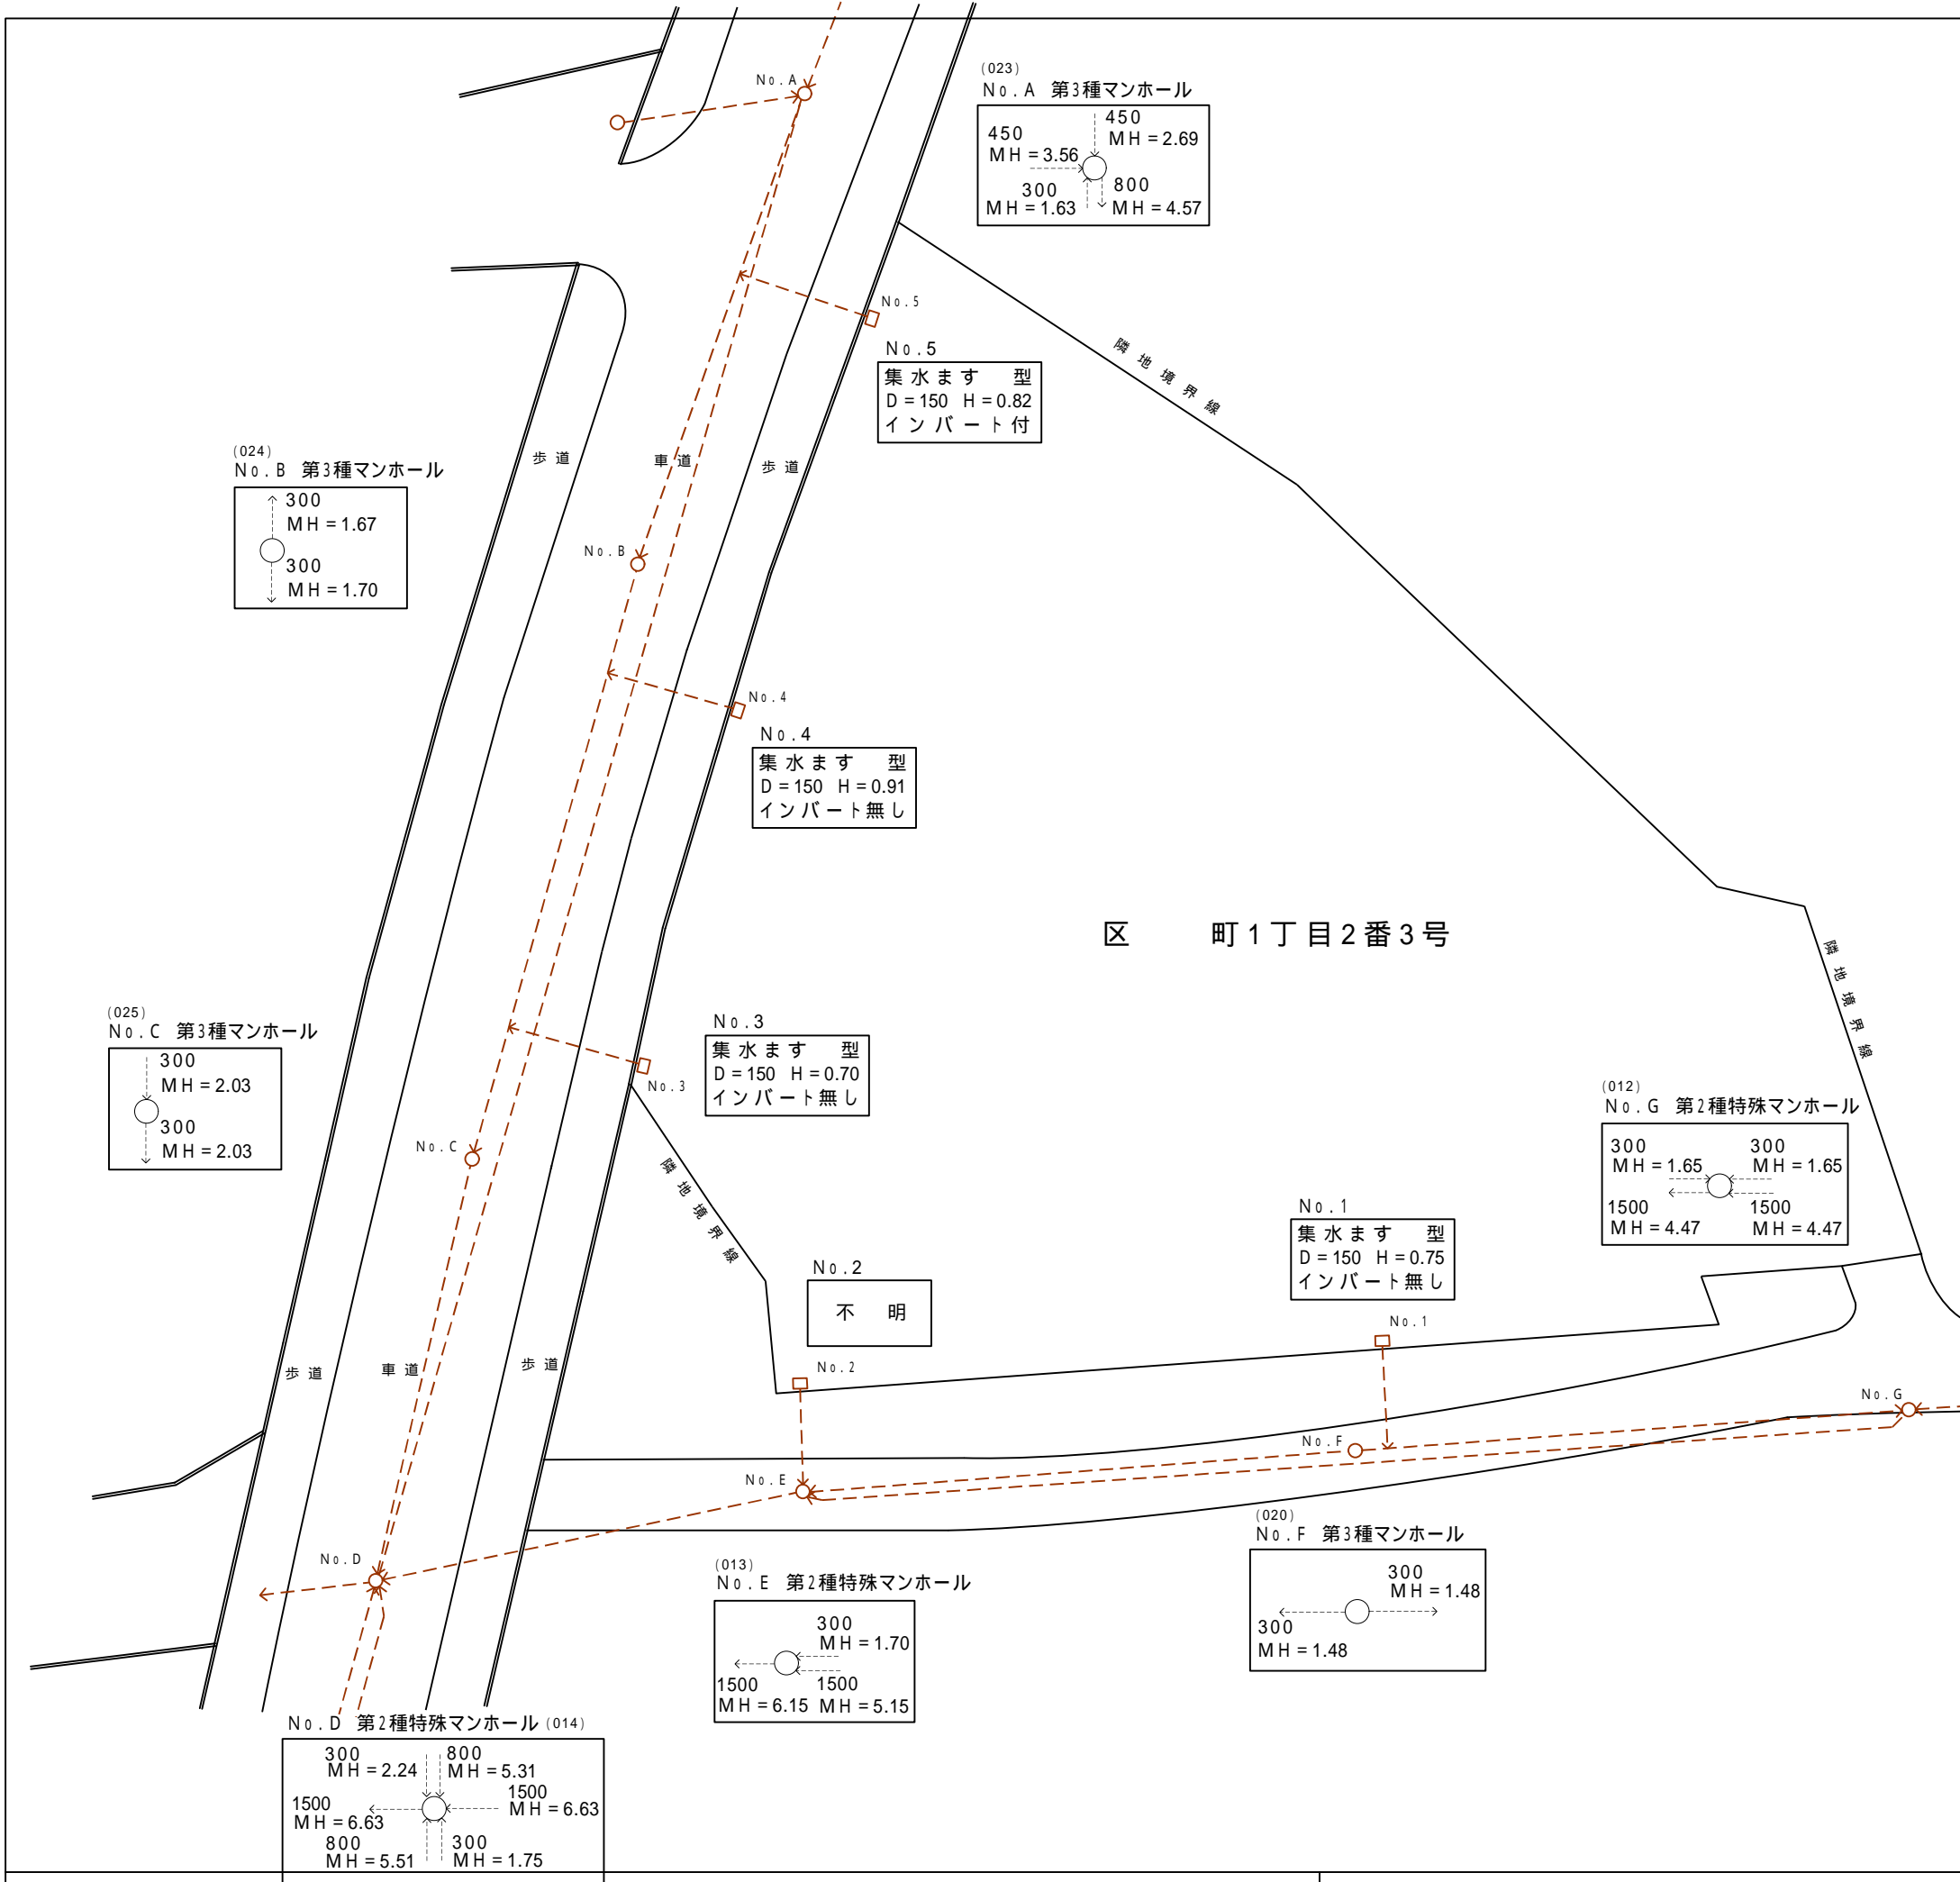 No.A
(023)
No.A 第3種マンホール
450
MH=2.69
450
MH=3.56
300
MH=1.63
800
MH=4.57
No.5
No.5
集水ます 型
D=150 H=0.82
インバート付
隣地境界線
(024)
No.B 第3種マンホール
300
MH=1.67
300
MH=1.70
歩道
車道
歩道
No.B
No.4
No.4
集水ます 型
D=150 H=0.91
インバート無し
区 町1丁目2番3号
隣地境界線
(025)
No.C 第3種マンホール
300
MH=2.03
300
MH=2.03
No.3
集水ます 型
D=150 H=0.70
インバート無し
No.3
No.C
隣地境界線
(012)
No.G 第2種特殊マンホール
300
MH=1.65
300
MH=1.65
1500
MH=4.47
1500
MH=4.47
No.1
集水ます 型
D=150 H=0.75
インバート無し
No.1
No.2
不明
No.2
歩道
車道
歩道
No.G
No.F
No.E
No.D
(020)
No.F 第3種マンホール
300
MH=1.48
300
MH=1.48
(013)
No.E 第2種特殊マンホール
300
MH=1.70
1500
MH=6.15
1500
MH=5.15
No.D 第2種特殊マンホール (014)
300
MH=2.24
800
MH=5.31
1500
MH=6.63
1500
MH=6.63
800
MH=5.51
300
MH=1.75